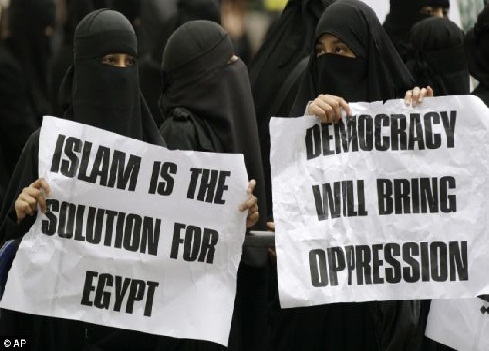 ISLAM IS THE
SOLUTION FOR
EGYPT
DEMOCRACY
WILL BRING
OPPRESSION
© AP